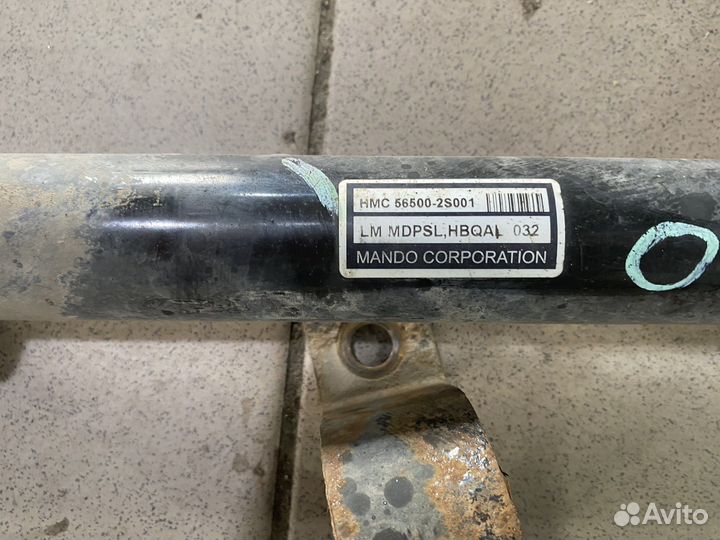 HMC 56500-2S001
LM MDPSL,HBQAL 032
MANDO CORPORATION
Avito